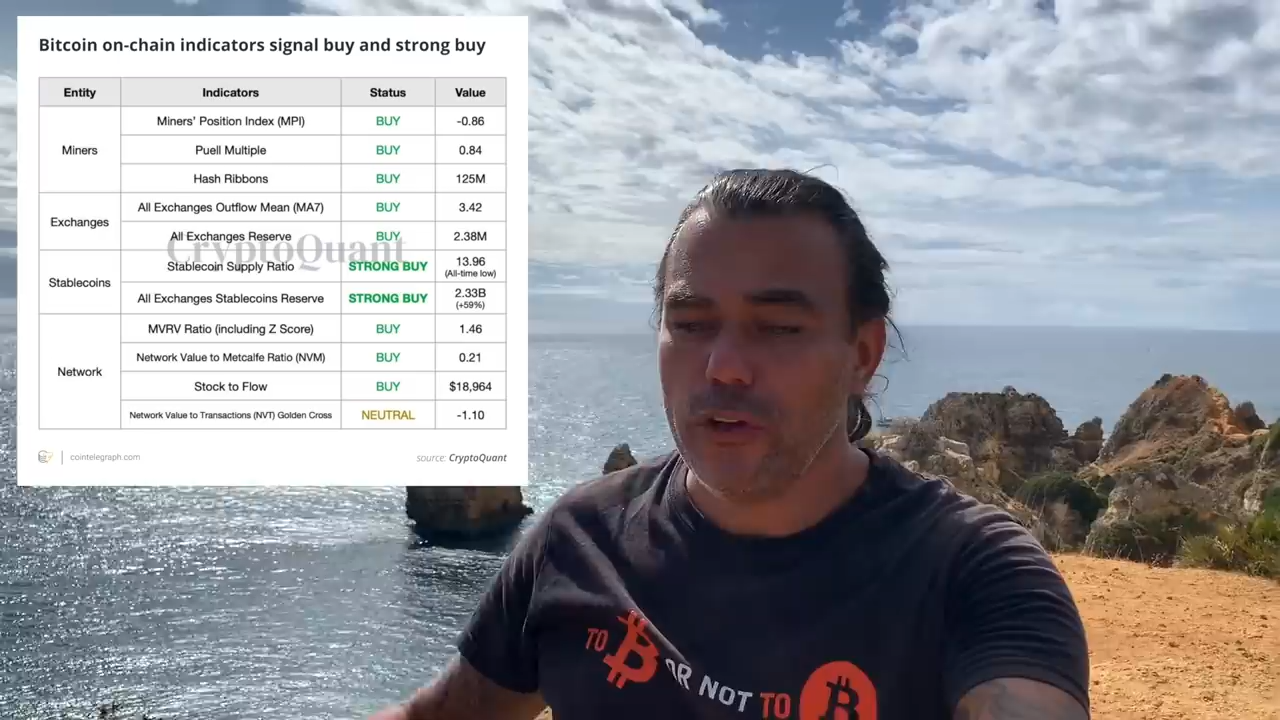 Bitcoin on-chain indicators signal buy and strong buy
Entity Indicators Status Value
Miners
Miners' Position Index (MPI) BUY -0.86
Puell Multiple BUY 0.84
Hash Ribbons BUY 125M
Exchanges
All Exchanges Outflow Mean (MA7) BUY 3.42
All Exchanges Reserve BUY 2.38M
CryptoQuant
Stablecoins
Stablecoin Supply Ratio STRONG BUY 13.96
(All-time low)
All Exchanges Stablecoins Reserve STRONG BUY 2.33B
(+59%)
Network
MVRV Ratio (including Z Score) BUY 1.46
Network Value to Metcalfe Ratio (NVM) BUY 0.21
Stock to Flow BUY $18,964
Network Value to Transactions (NVT) Golden Cross NEUTRAL -1.10
cointelegraph.com
source: CryptoQuant
TO B OR NOT TO B